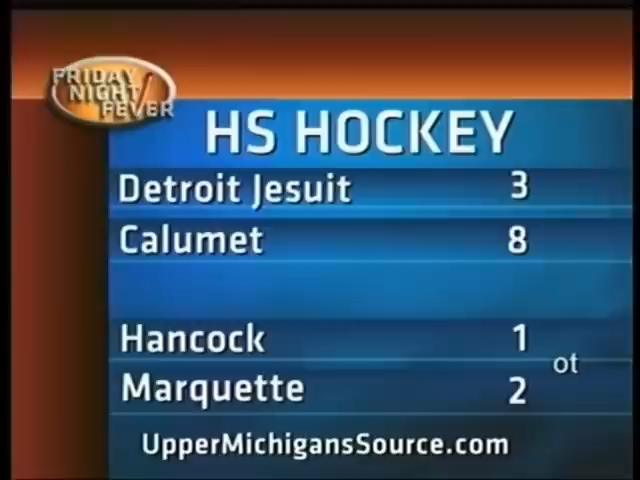 FRIDAY
NIGHT
FEVER
HS HOCKEY
Detroit Jesuit 3
Calumet 8
Hancock 1
ot
Marquette 2
UpperMichigansSource.com